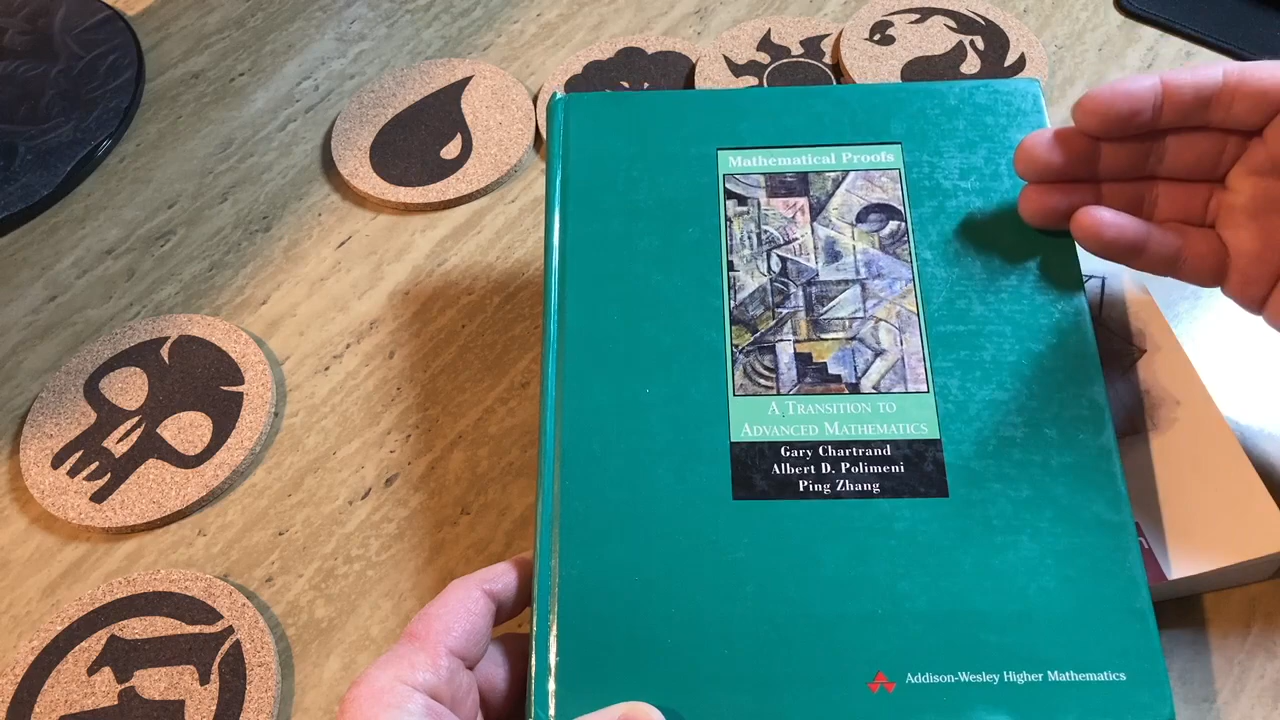 Mathematical Proofs
A Transition to
Advanced Mathematics
Gary Chartrand
Albert D. Polimeni
Ping Zhang
Addison-Wesley Higher Mathematics